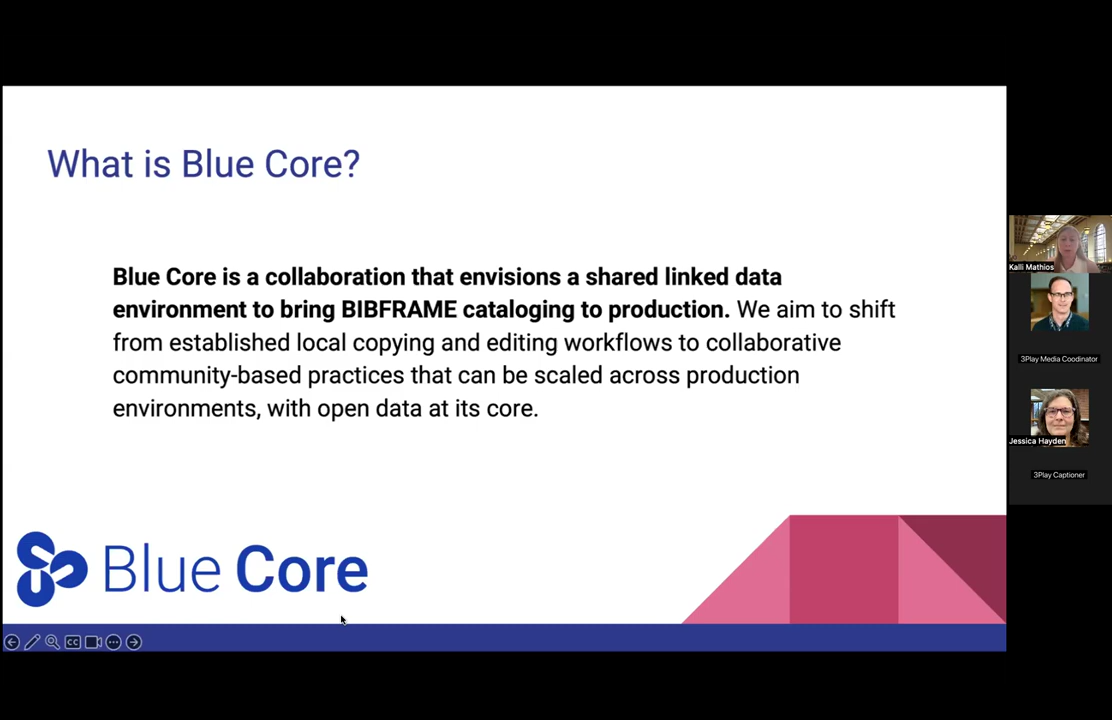 What is Blue Core?
Blue Core is a collaboration that envisions a shared linked data
environment to bring BIBFRAME cataloging to production. We aim to shift
from established local copying and editing workflows to collaborative
community-based practices that can be scaled across production
environments, with open data at its core.
Blue Core
CC
Kalli Mathios
3Play Media Coodinator
Jessica Hayden
3Play Captioner